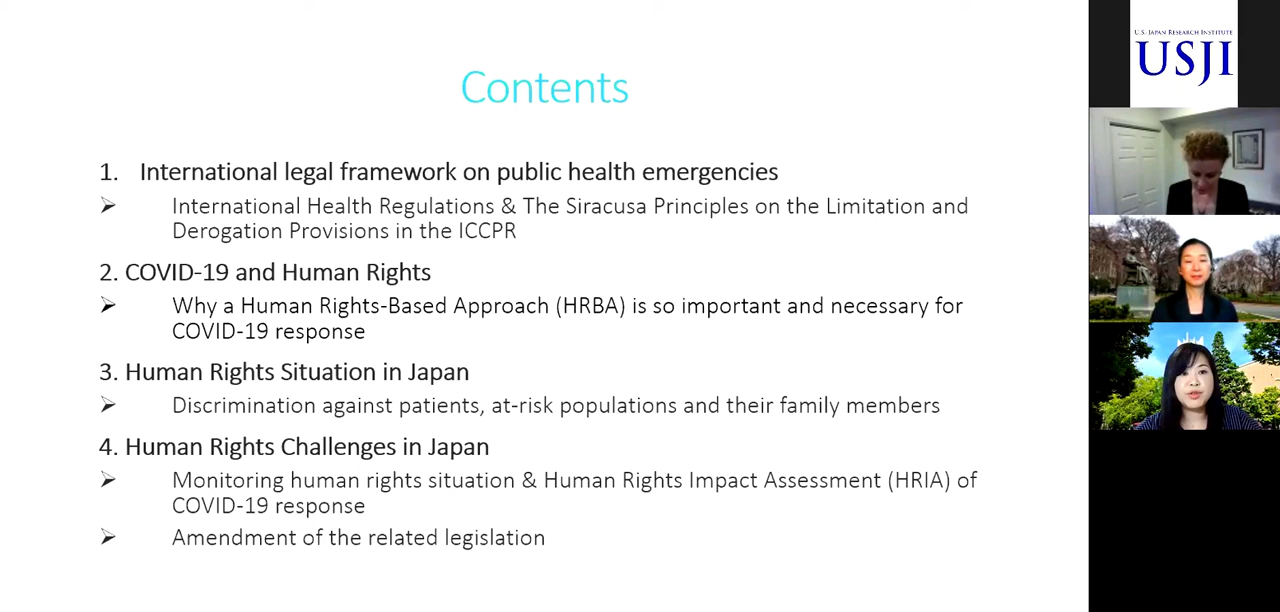 Contents
1. International legal framework on public health emergencies
➢ International Health Regulations & The Siracusa Principles on the Limitation and
Derogation Provisions in the ICCPR
2. COVID-19 and Human Rights
➢ Why a Human Rights-Based Approach (HRBA) is so important and necessary for
COVID-19 response
3. Human Rights Situation in Japan
➢ Discrimination against patients, at-risk populations and their family members
4. Human Rights Challenges in Japan
➢ Monitoring human rights situation & Human Rights Impact Assessment (HRIA) of
COVID-19 response
➢ Amendment of the related legislation
U.S. JAPAN RESEARCH INSTITUTE
USJI